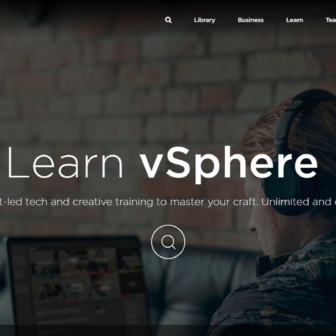 Library Business Learn Tea
Learn vSphere
t-led tech and creative training to master your craft. Unlimited and